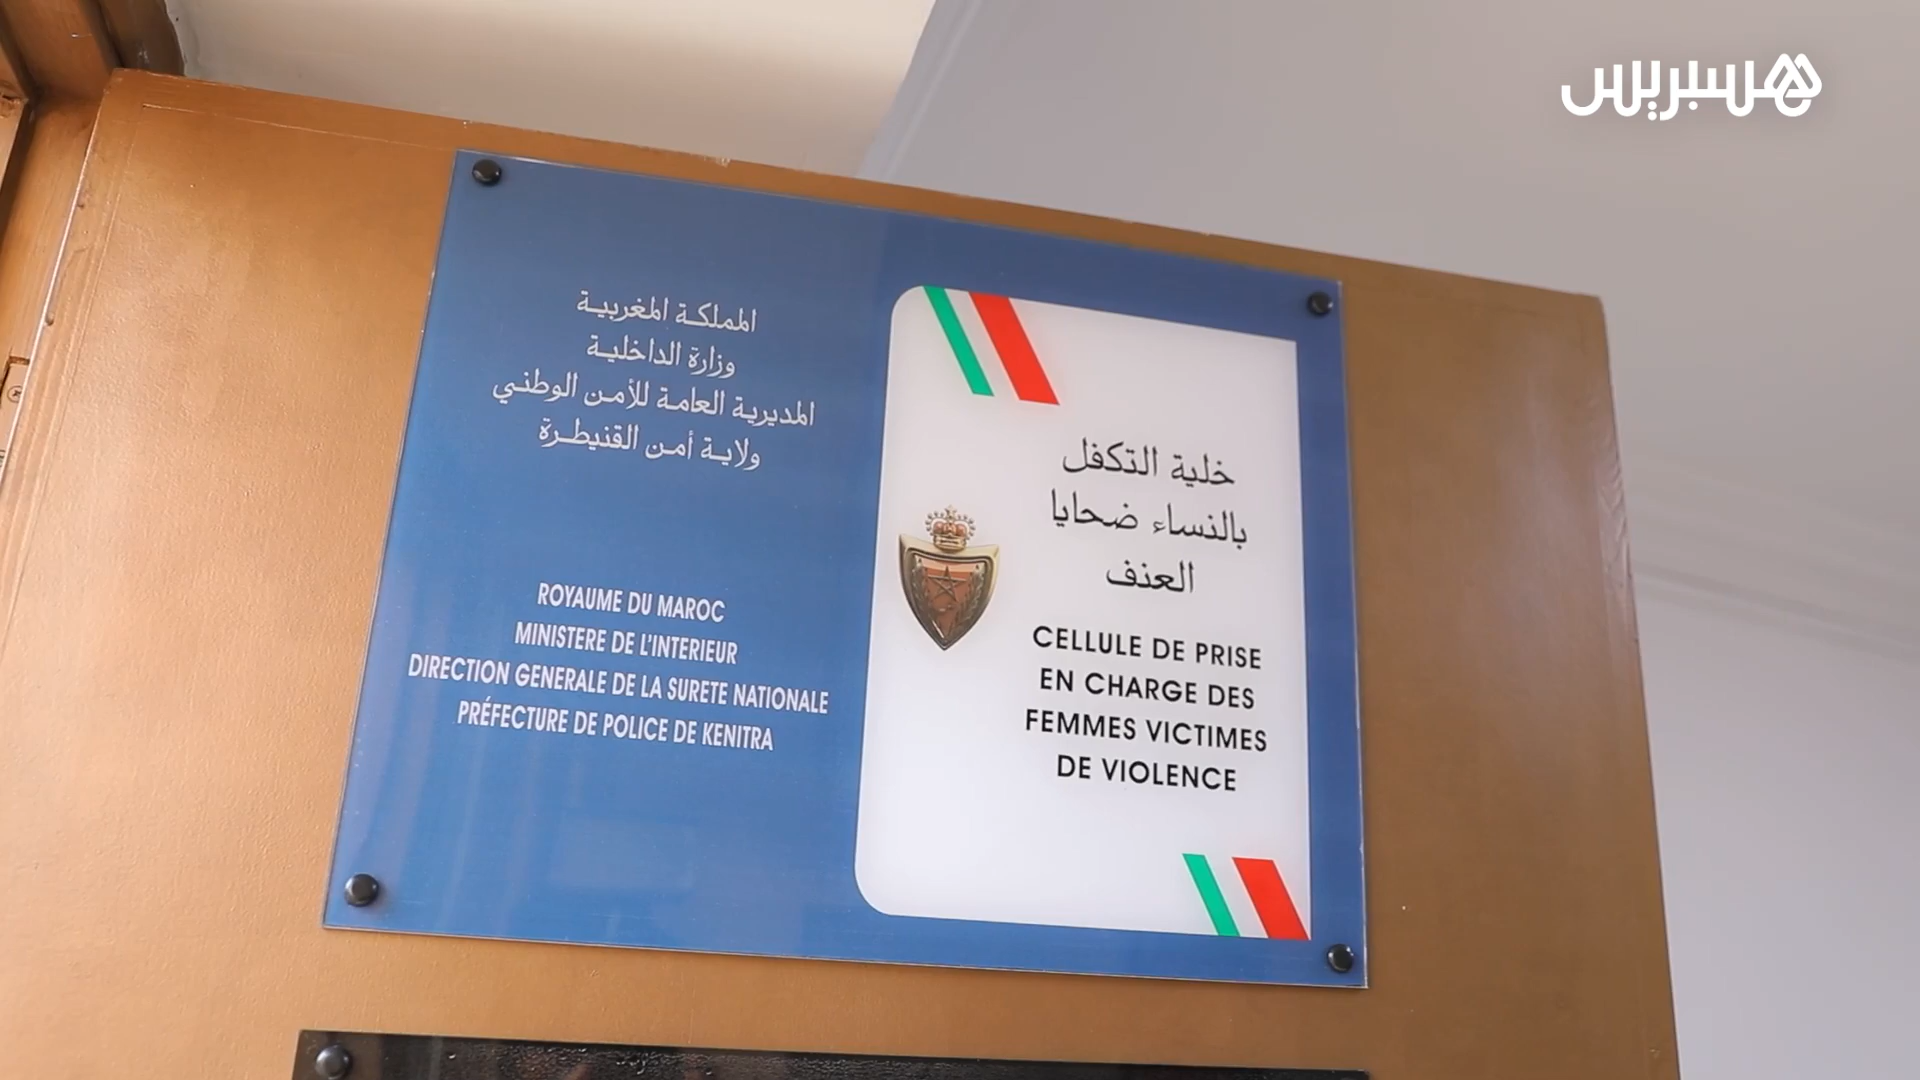 هسبريس
المملكة المغربية
وزارة الداخلية
المديرية العامة للأمن الوطني
ولاية أمن القنيطرة
ROYAUME DU MAROC
MINISTERE DE L'INTERIEUR
DIRECTION GENERALE DE LA SURETE NATIONALE
PRÉFECTURE DE POLICE DE KENITRA
خلية التكفل
بالنساء ضحايا
العنف
CELLULE DE PRISE
EN CHARGE DES
FEMMES VICTIMES
DE VIOLENCE